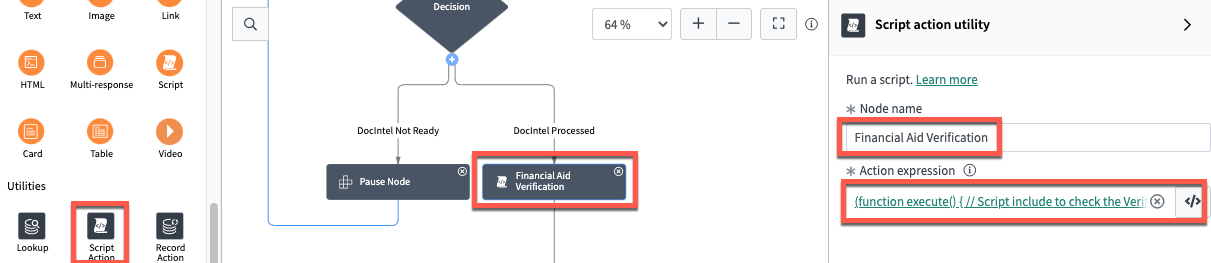 Text
Image
Link
HTML
Multi-response
Script
Card
Table
Video
Utilities
Lookup
Script
Action
Record
Action
Decision
64 %
DocIntel Not Ready
DocIntel Processed
Pause Node
Financial Aid
Verification
Script action utility
Run a script. Learn more
Node name
Financial Aid Verification
Action expression
(function execute() { // Script include to check the Veri